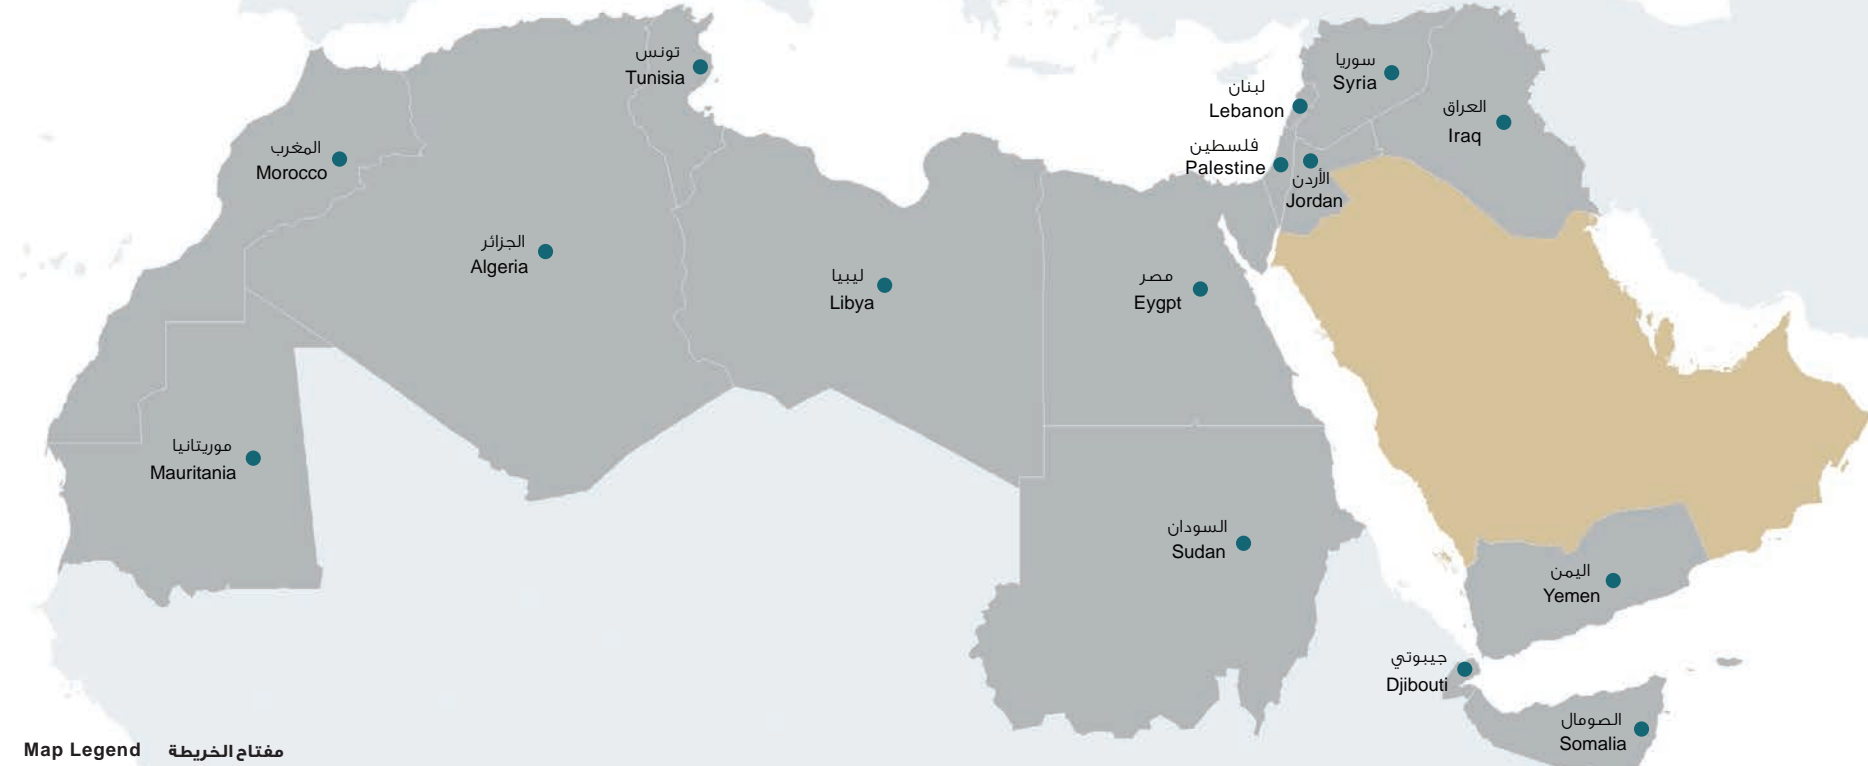 تونس
Tunisia
سوريا
Syria
لبنان
Lebanon
العراق
Iraq
المغرب
Morocco
فلسطين
Palestine
الأردن
Jordan
الجزائر
Algeria
ليبيا
Libya
مصر
Eygpt
موريتانيا
Mauritania
السودان
Sudan
اليمن
Yemen
جيبوتي
Djibouti
الصومال
Somalia
Map Legend مفتاح الخريطة